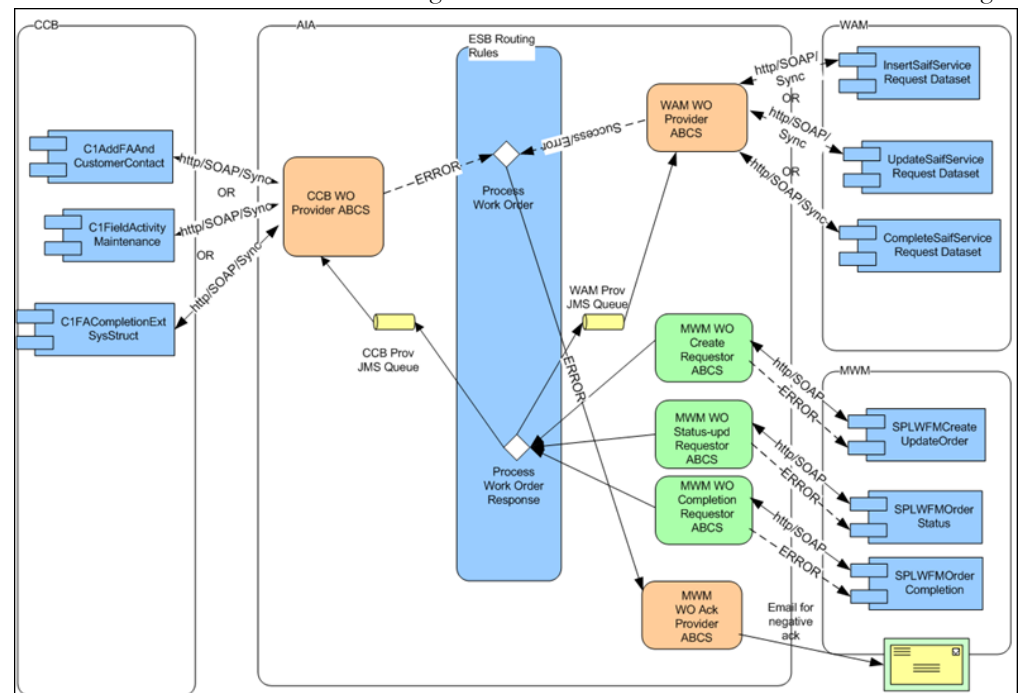 CCB
AIA
WAM
ESB Routing
Rules
http/SOAP/
Sync
OR
http/SOAP/
Sync
OR
http/SOAP/Sync
InsertSaifService
Request Dataset
UpdateSaifService
Request Dataset
CompleteSaifService
Request Dataset
WAM WO
Provider
ABCS
Success/Error
ERROR
Process
Work Order
C1AddFAAnd
CustomerContact
C1FieldActivity
Maintenance
C1FACompletionExt
SysStruct
http/SOAP/Sync
OR
http/SOAP/Sync
OR
http/SOAP/Sync
CCB WO
Provider ABCS
CCB Prov
JMS Queue
WAM Prov
JMS Queue
ERROR
Process
Work Order
Response
MWM WO
Create
Requestor
ABCS
MWM WO
Status-upd
Requestor
ABCS
MWM WO
Completion
Requestor
ABCS
MWM
WO Ack
Provider
ABCS
MWM
http/SOAP
ERROR
http/SOAP
ERROR
http/SOAP
ERROR
SPLWFMCreate
UpdateOrder
SPLWFMOrder
Status
SPLWFMOrder
Completion
Email for
negative
ack